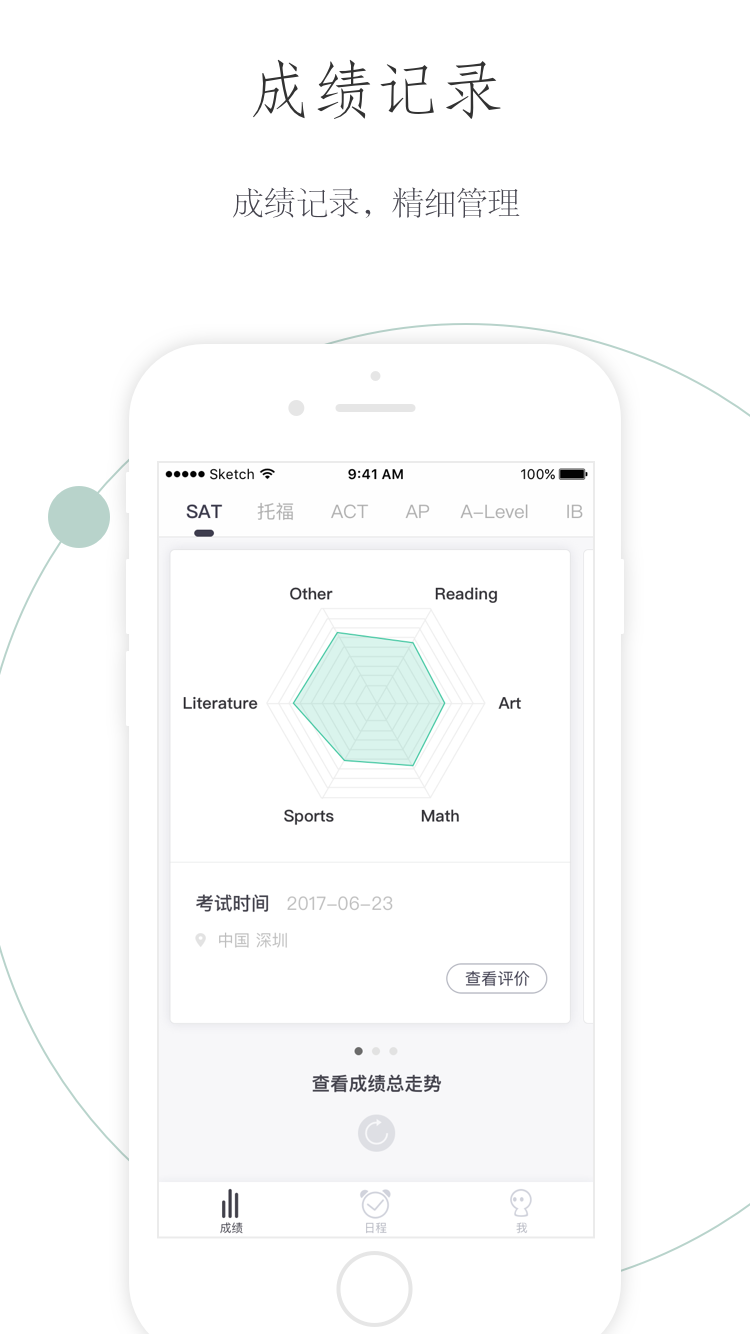 成绩记录
成绩记录，精细管理
Sketch 9:41 AM 100%
SAT 托福 ACT AP A-Level IB
Other Reading
Literature Art
Sports Math
考试时间 2017-06-23
中国 深圳
查看评价
查看成绩总走势
成绩 日程 我